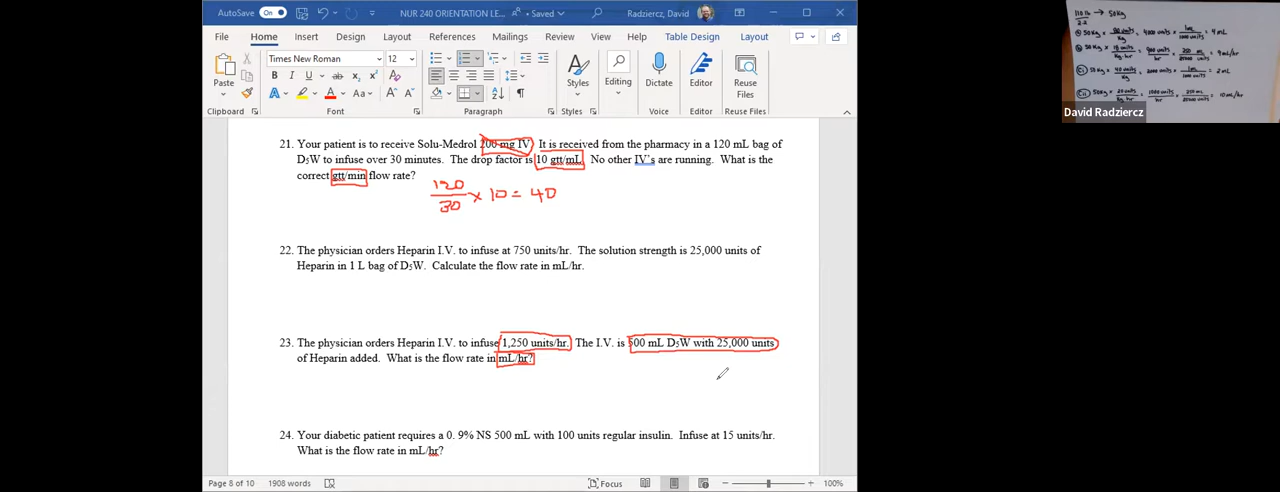 AutoSave On NUR 240 ORIENTATION LE... • Saved Radziercz, David
File Home Insert Design Layout References Mailings Review View Help Table Design Layout
Times New Roman 12
Paste Styles Editing Dictate Editor Reuse Files
Clipboard Font Paragraph Styles Voice Editor Reuse Files
21. Your patient is to receive Solu-Medrol 200 mg IV. It is received from the pharmacy in a 120 mL bag of
D5W to infuse over 30 minutes. The drop factor is 10 gtt/mL. No other IV's are running. What is the
correct gtt/min flow rate?
120
30 × 10 = 40
22. The physician orders Heparin I.V. to infuse at 750 units/hr. The solution strength is 25,000 units of
Heparin in 1 L bag of D5W. Calculate the flow rate in mL/hr.
23. The physician orders Heparin I.V. to infuse 1,250 units/hr. The I.V. is 500 mL D5W with 25,000 units
of Heparin added. What is the flow rate in mL/hr?
24. Your diabetic patient requires a 0. 9% NS 500 mL with 100 units regular insulin. Infuse at 15 units/hr.
What is the flow rate in mL/hr?
Page 8 of 10 1908 words Focus 100%
110 lb → 50 kg
2.2
David Radziercz